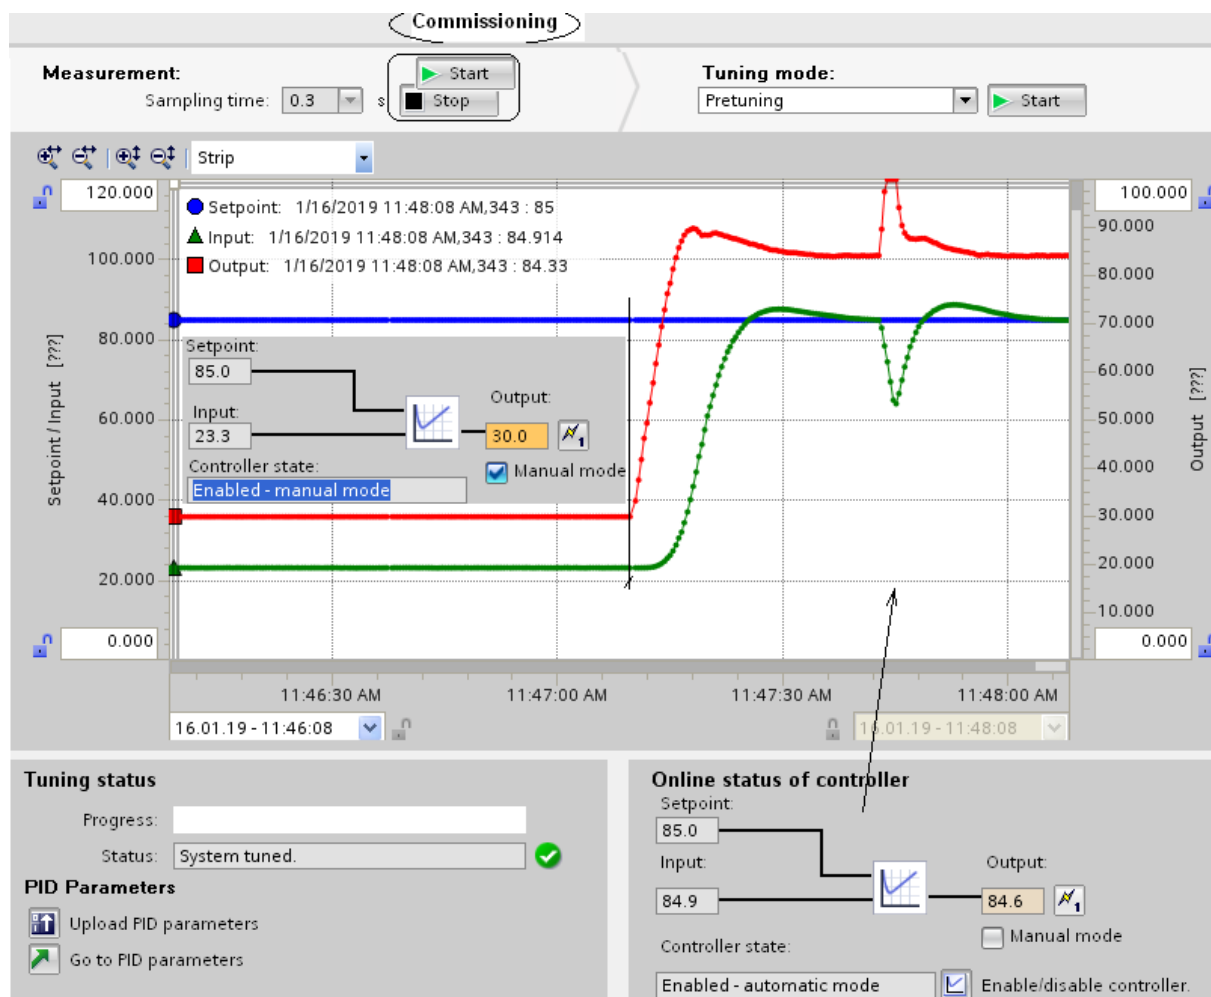 Commissioning
Measurement:
Sampling time: 0.3 s
Start
Stop
Tuning mode:
Pretuning
Start
Strip
120.000
100.000
80.000
60.000
40.000
20.000
0.000
Setpoint / Input [???]
Setpoint: 1/16/2019 11:48:08 AM,343 : 85
Input: 1/16/2019 11:48:08 AM,343 : 84.914
Output: 1/16/2019 11:48:08 AM,343 : 84.33
Setpoint:
85.0
Input:
23.3
Output:
30.0
1
Manual mode
Controller state:
Enabled - manual mode
100.000
90.000
80.000
70.000
60.000
50.000
40.000
30.000
20.000
10.000
0.000
Output [???]
11:46:30 AM
11:47:00 AM
11:47:30 AM
11:48:00 AM
16.01.19 - 11:46:08
16.01.19 - 11:48:08
Tuning status
Progress:
Status: System tuned.
PID Parameters
Upload PID parameters
Go to PID parameters
Online status of controller
Setpoint:
85.0
Input:
84.9
Output:
84.6
1
Manual mode
Controller state:
Enabled - automatic mode
Enable/disable controller.